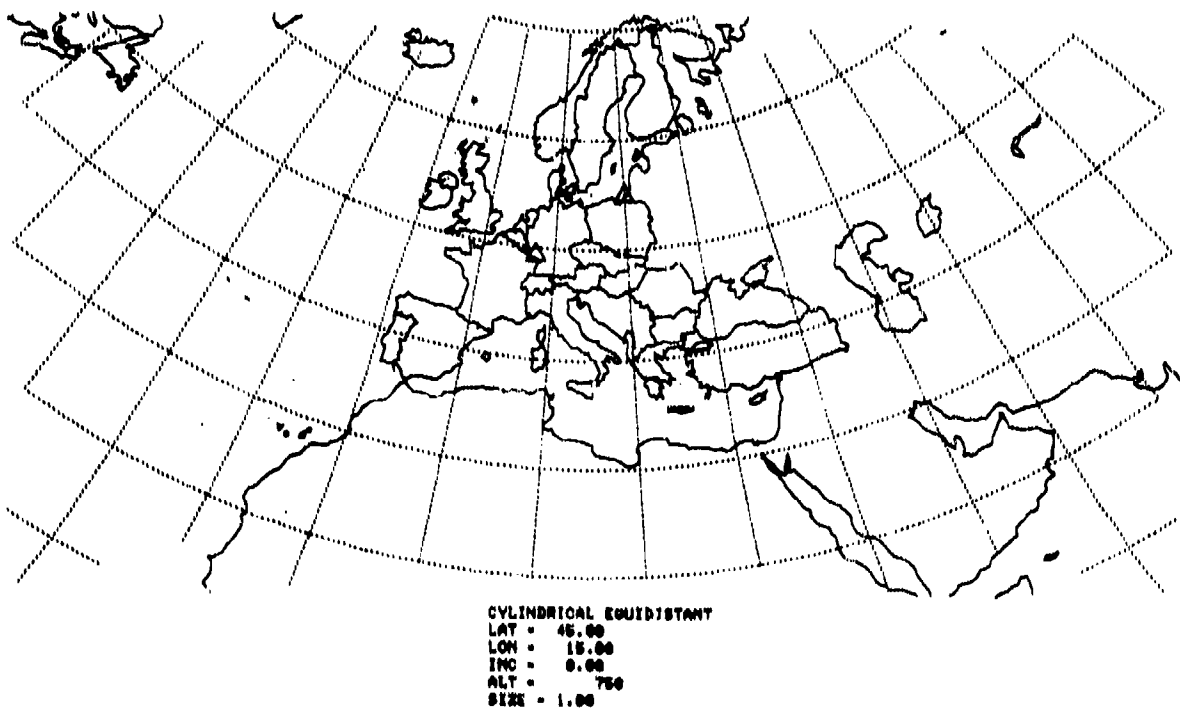 CYLINDRICAL EQUIDISTANT
LAT = 45.00
LON = 15.00
INC = 0.00
ALT = 750
SIZE = 1.00